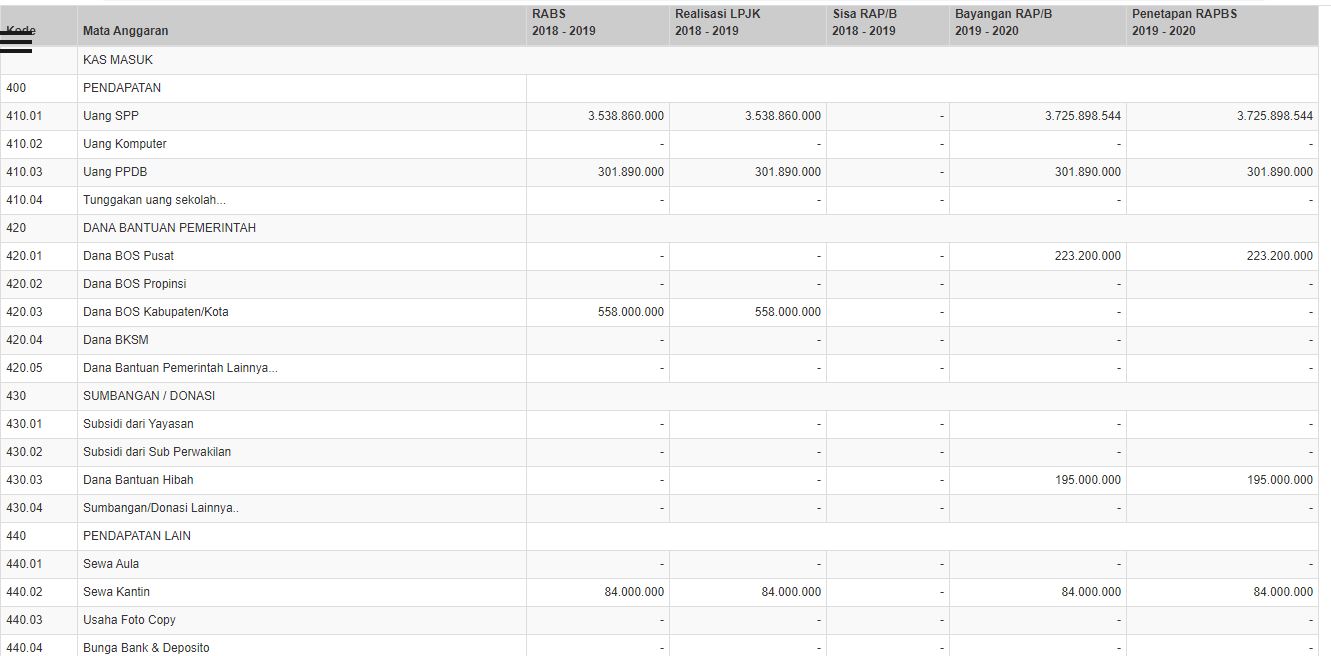 Kode Mata Anggaran RABS 2018 - 2019 Realisasi LPJK 2018 - 2019 Sisa RAP/B 2018 - 2019 Bayangan RAP/B 2019 - 2020 Penetapan RAPBS 2019 - 2020
KAS MASUK
400 PENDAPATAN
410.01 Uang SPP 3.538.860.000 3.538.860.000 - 3.725.898.544 3.725.898.544
410.02 Uang Komputer - - - - -
410.03 Uang PPDB 301.890.000 301.890.000 - 301.890.000 301.890.000
410.04 Tunggakan uang sekolah... - - - - -
420 DANA BANTUAN PEMERINTAH
420.01 Dana BOS Pusat - - - 223.200.000 223.200.000
420.02 Dana BOS Propinsi - - - - -
420.03 Dana BOS Kabupaten/Kota 558.000.000 558.000.000 - - -
420.04 Dana BKSM - - - - -
420.05 Dana Bantuan Pemerintah Lainnya... - - - - -
430 SUMBANGAN / DONASI
430.01 Subsidi dari Yayasan - - - - -
430.02 Subsidi dari Sub Perwakilan - - - - -
430.03 Dana Bantuan Hibah - - - 195.000.000 195.000.000
430.04 Sumbangan/Donasi Lainnya.. - - - - -
440 PENDAPATAN LAIN
440.01 Sewa Aula - - - - -
440.02 Sewa Kantin 84.000.000 84.000.000 - 84.000.000 84.000.000
440.03 Usaha Foto Copy - - - - -
440.04 Bunga Bank & Deposito - - - - -